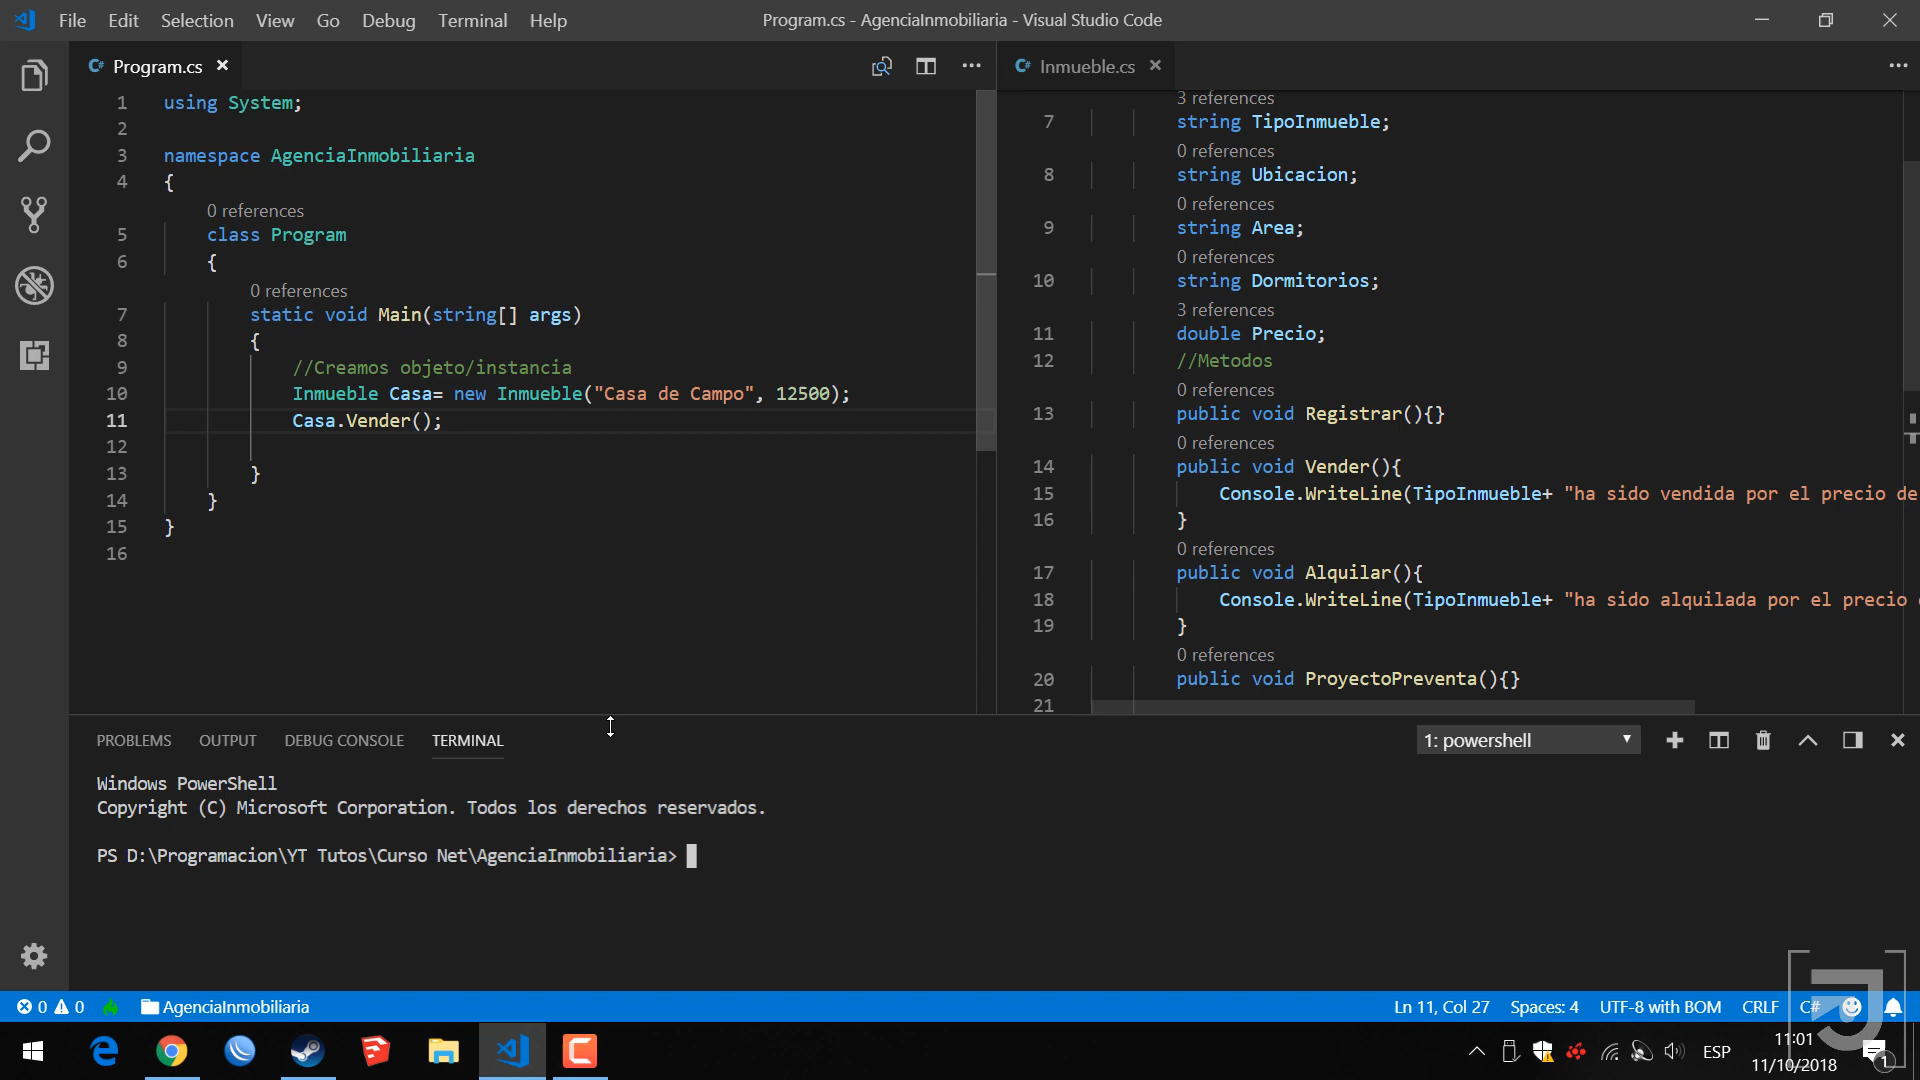 File Edit Selection View Go Debug Terminal Help
Program.cs - AgenciaInmobiliaria - Visual Studio Code
Program.cs
1 using System;
2
3 namespace AgenciaInmobiliaria
4 {
0 references
5 class Program
6 {
0 references
7 static void Main(string[] args)
8 {
9 //Creamos objeto/instancia
10 Inmueble Casa= new Inmueble("Casa de Campo", 12500);
11 Casa.Vender();
12
13 }
14 }
15 }
16
Inmueble.cs
3 references
7 string TipoInmueble;
0 references
8 string Ubicacion;
0 references
9 string Area;
0 references
10 string Dormitorios;
3 references
11 double Precio;
12 //Metodos
0 references
13 public void Registrar(){}
0 references
14 public void Vender(){
15 Console.WriteLine(TipoInmueble+ "ha sido vendida por el precio de
16 }
0 references
17 public void Alquilar(){
18 Console.WriteLine(TipoInmueble+ "ha sido alquilada por el precio
19 }
0 references
20 public void ProyectoPreventa(){}
21
PROBLEMS OUTPUT DEBUG CONSOLE TERMINAL
1: powershell
Windows PowerShell
Copyright (C) Microsoft Corporation. Todos los derechos reservados.
PS D:\Programacion\YT Tutos\Curso Net\AgenciaInmobiliaria>
0 0 AgenciaInmobiliaria
Ln 11, Col 27 Spaces: 4 UTF-8 with BOM CRLF C#
ESP
11:01
11/10/2018
1